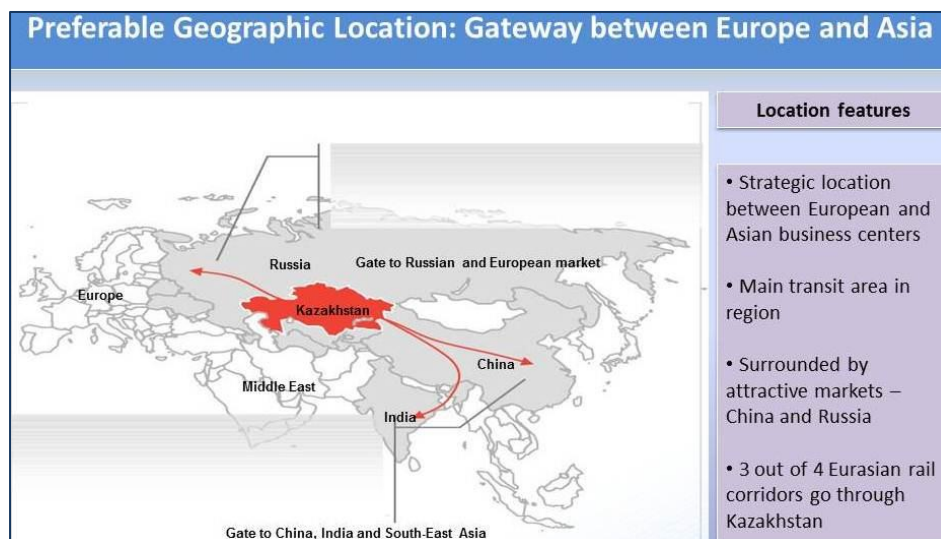 Preferable Geographic Location: Gateway between Europe and Asia
Location features
• Strategic location
between European and
Asian business centers
• Main transit area in
region
• Surrounded by
attractive markets –
China and Russia
• 3 out of 4 Eurasian rail
corridors go through
Kazakhstan
Russia
Gate to Russian and European market
Europe
Kazakhstan
China
Middle East
India
Gate to China, India and South-East Asia